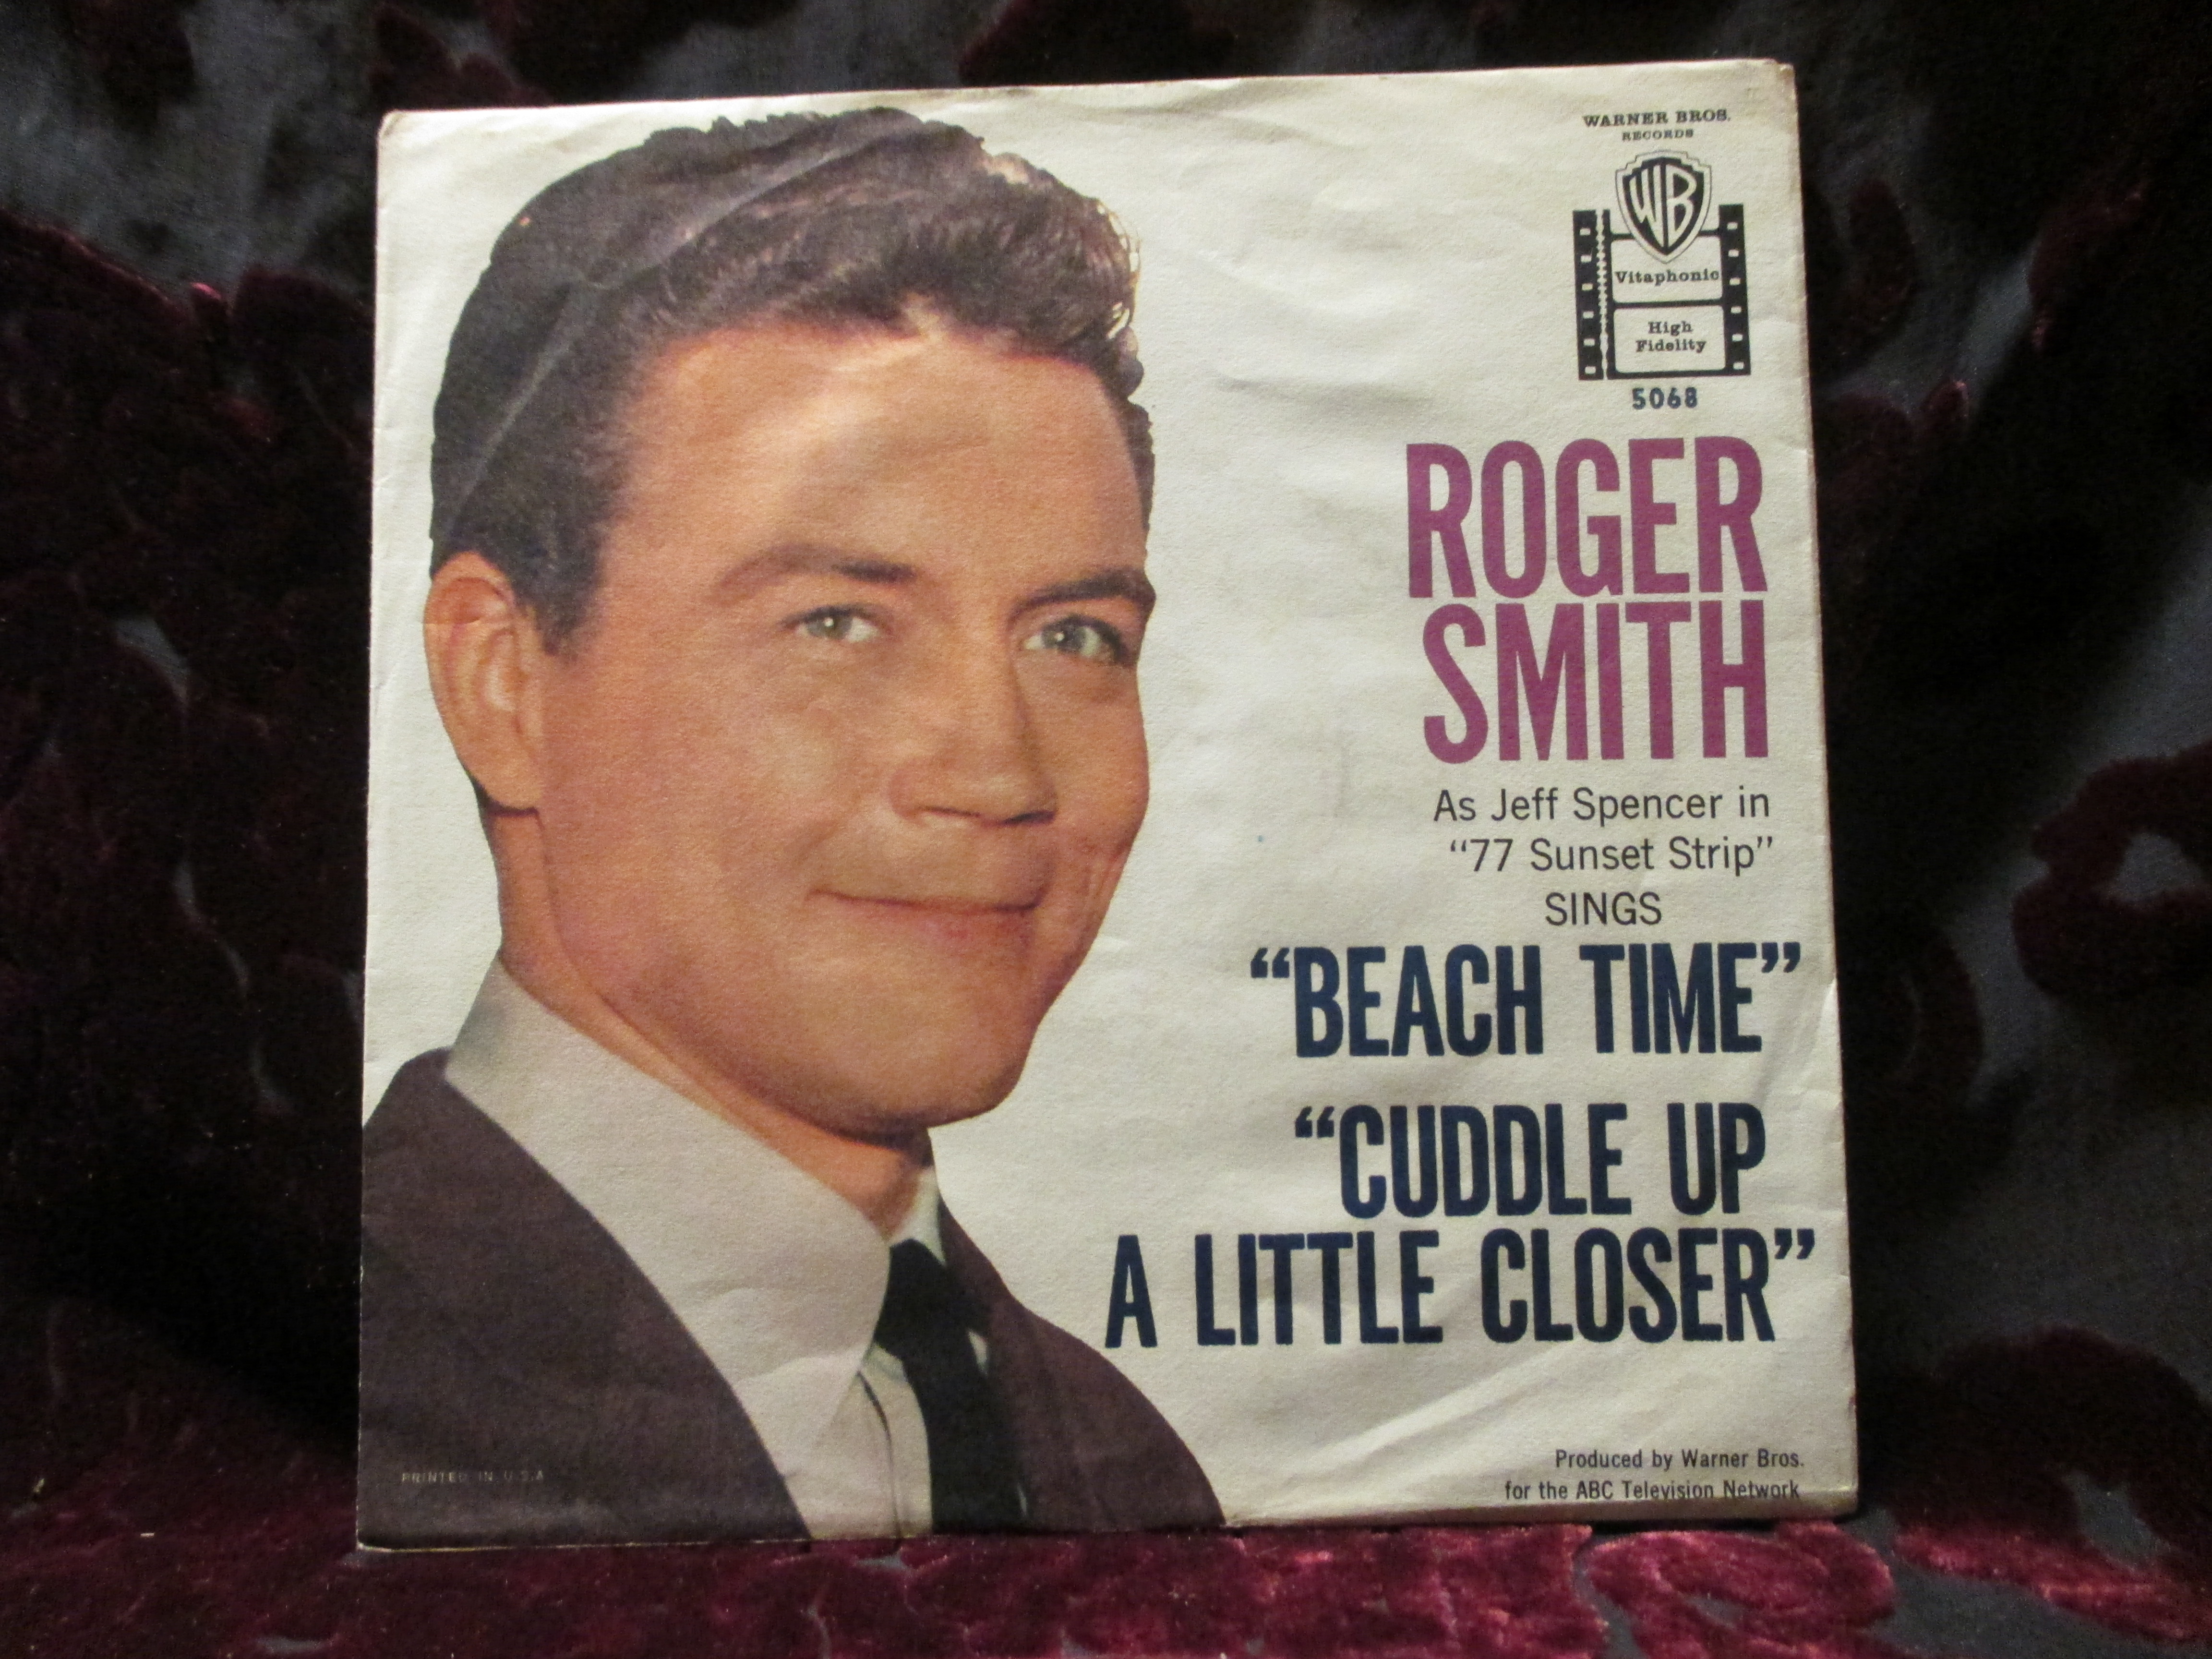 WARNER BROS.
RECORDS
WB
Vitaphonic
High
Fidelity
5068
ROGER
SMITH
As Jeff Spencer in
“77 Sunset Strip”
SINGS
“BEACH TIME”
“CUDDLE UP
A LITTLE CLOSER”
Produced by Warner Bros.
for the ABC Television Network
PRINTED IN U.S.A